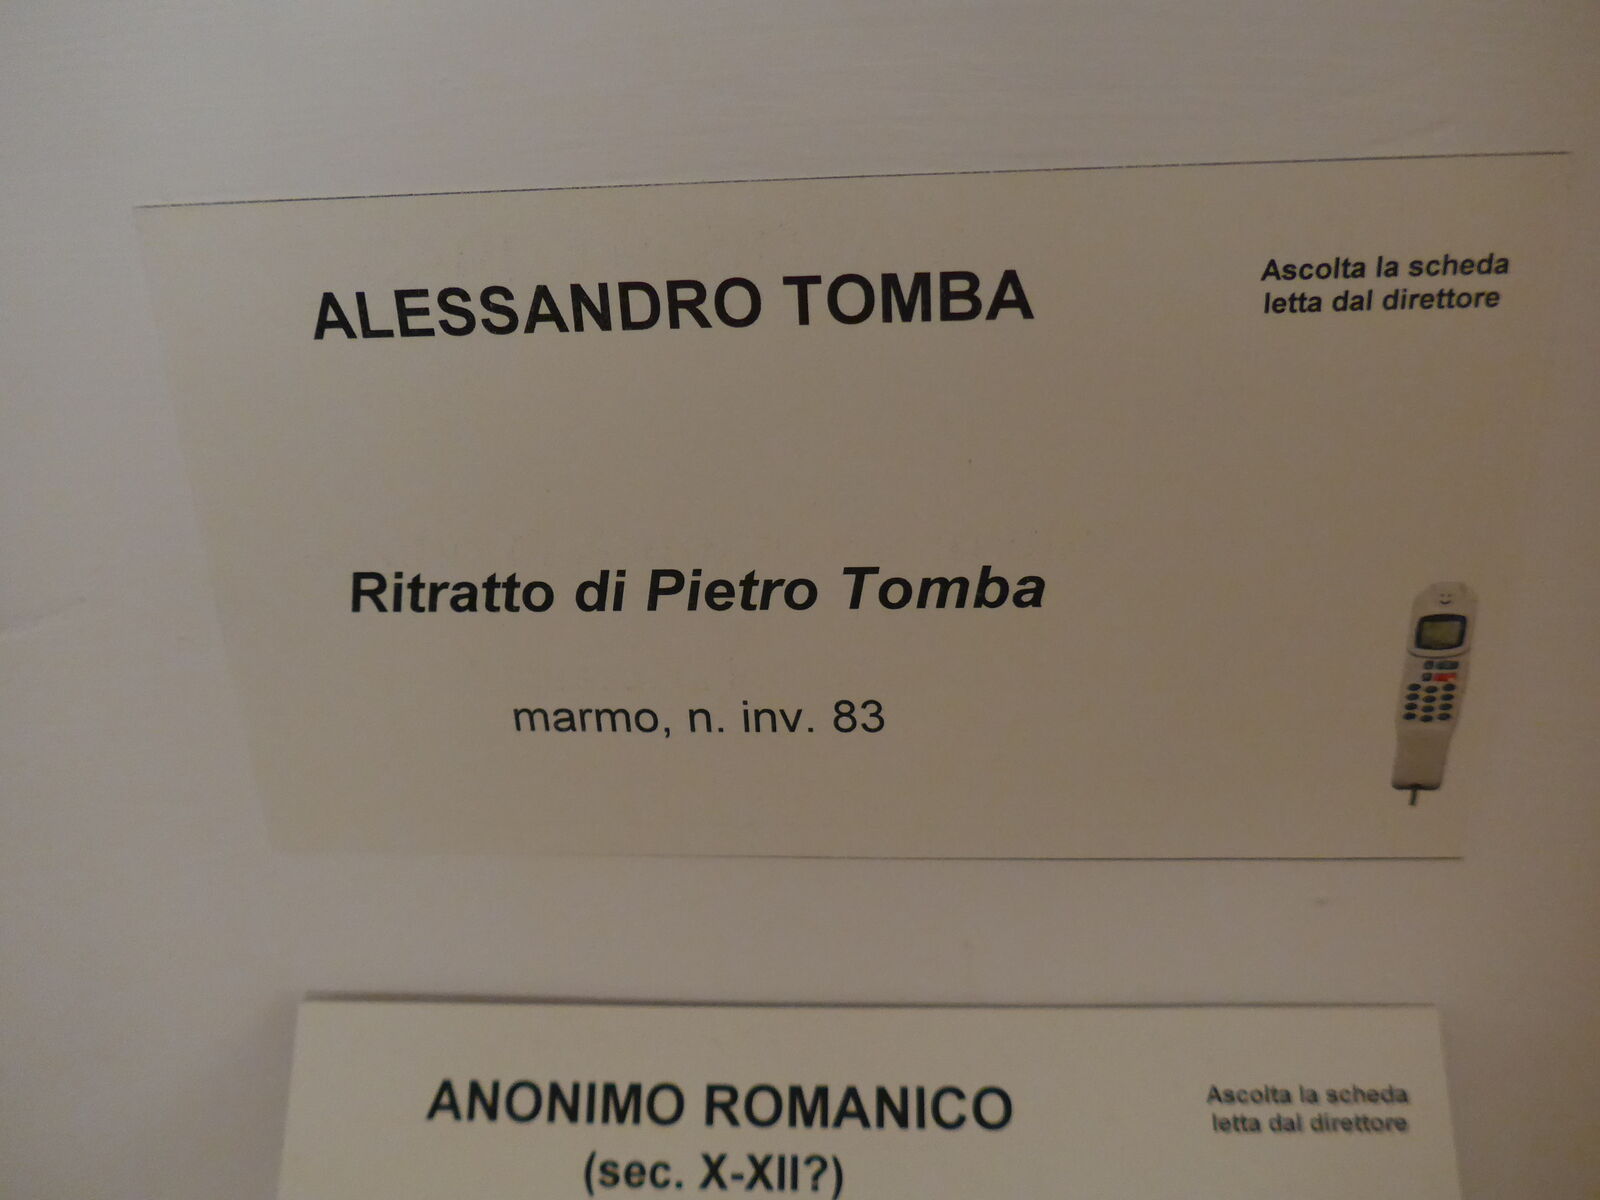 ALESSANDRO TOMBA
Ascolta la scheda
letta dal direttore
Ritratto di Pietro Tomba
marmo, n. inv. 83
ANONIMO ROMANICO
(sec. X-XII?)
Ascolta la scheda
letta dal direttore